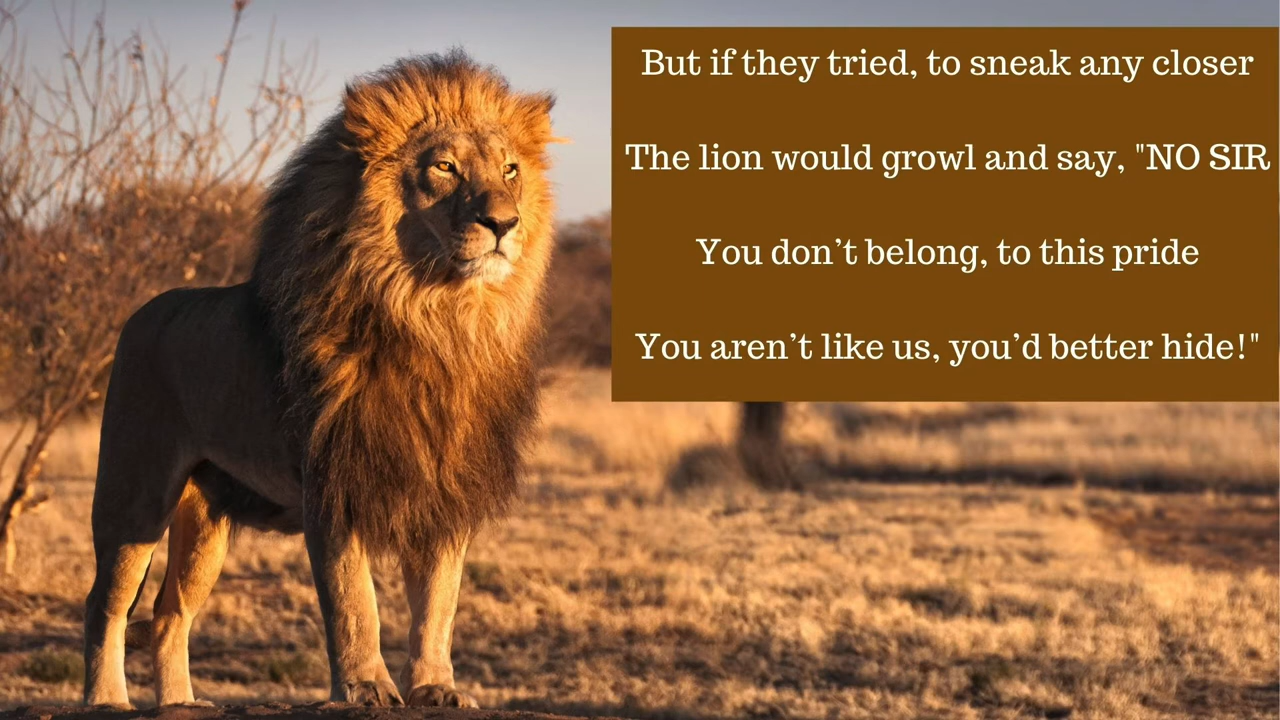 But if they tried, to sneak any closer
The lion would growl and say, "NO SIR
You don’t belong, to this pride
You aren’t like us, you’d better hide!"